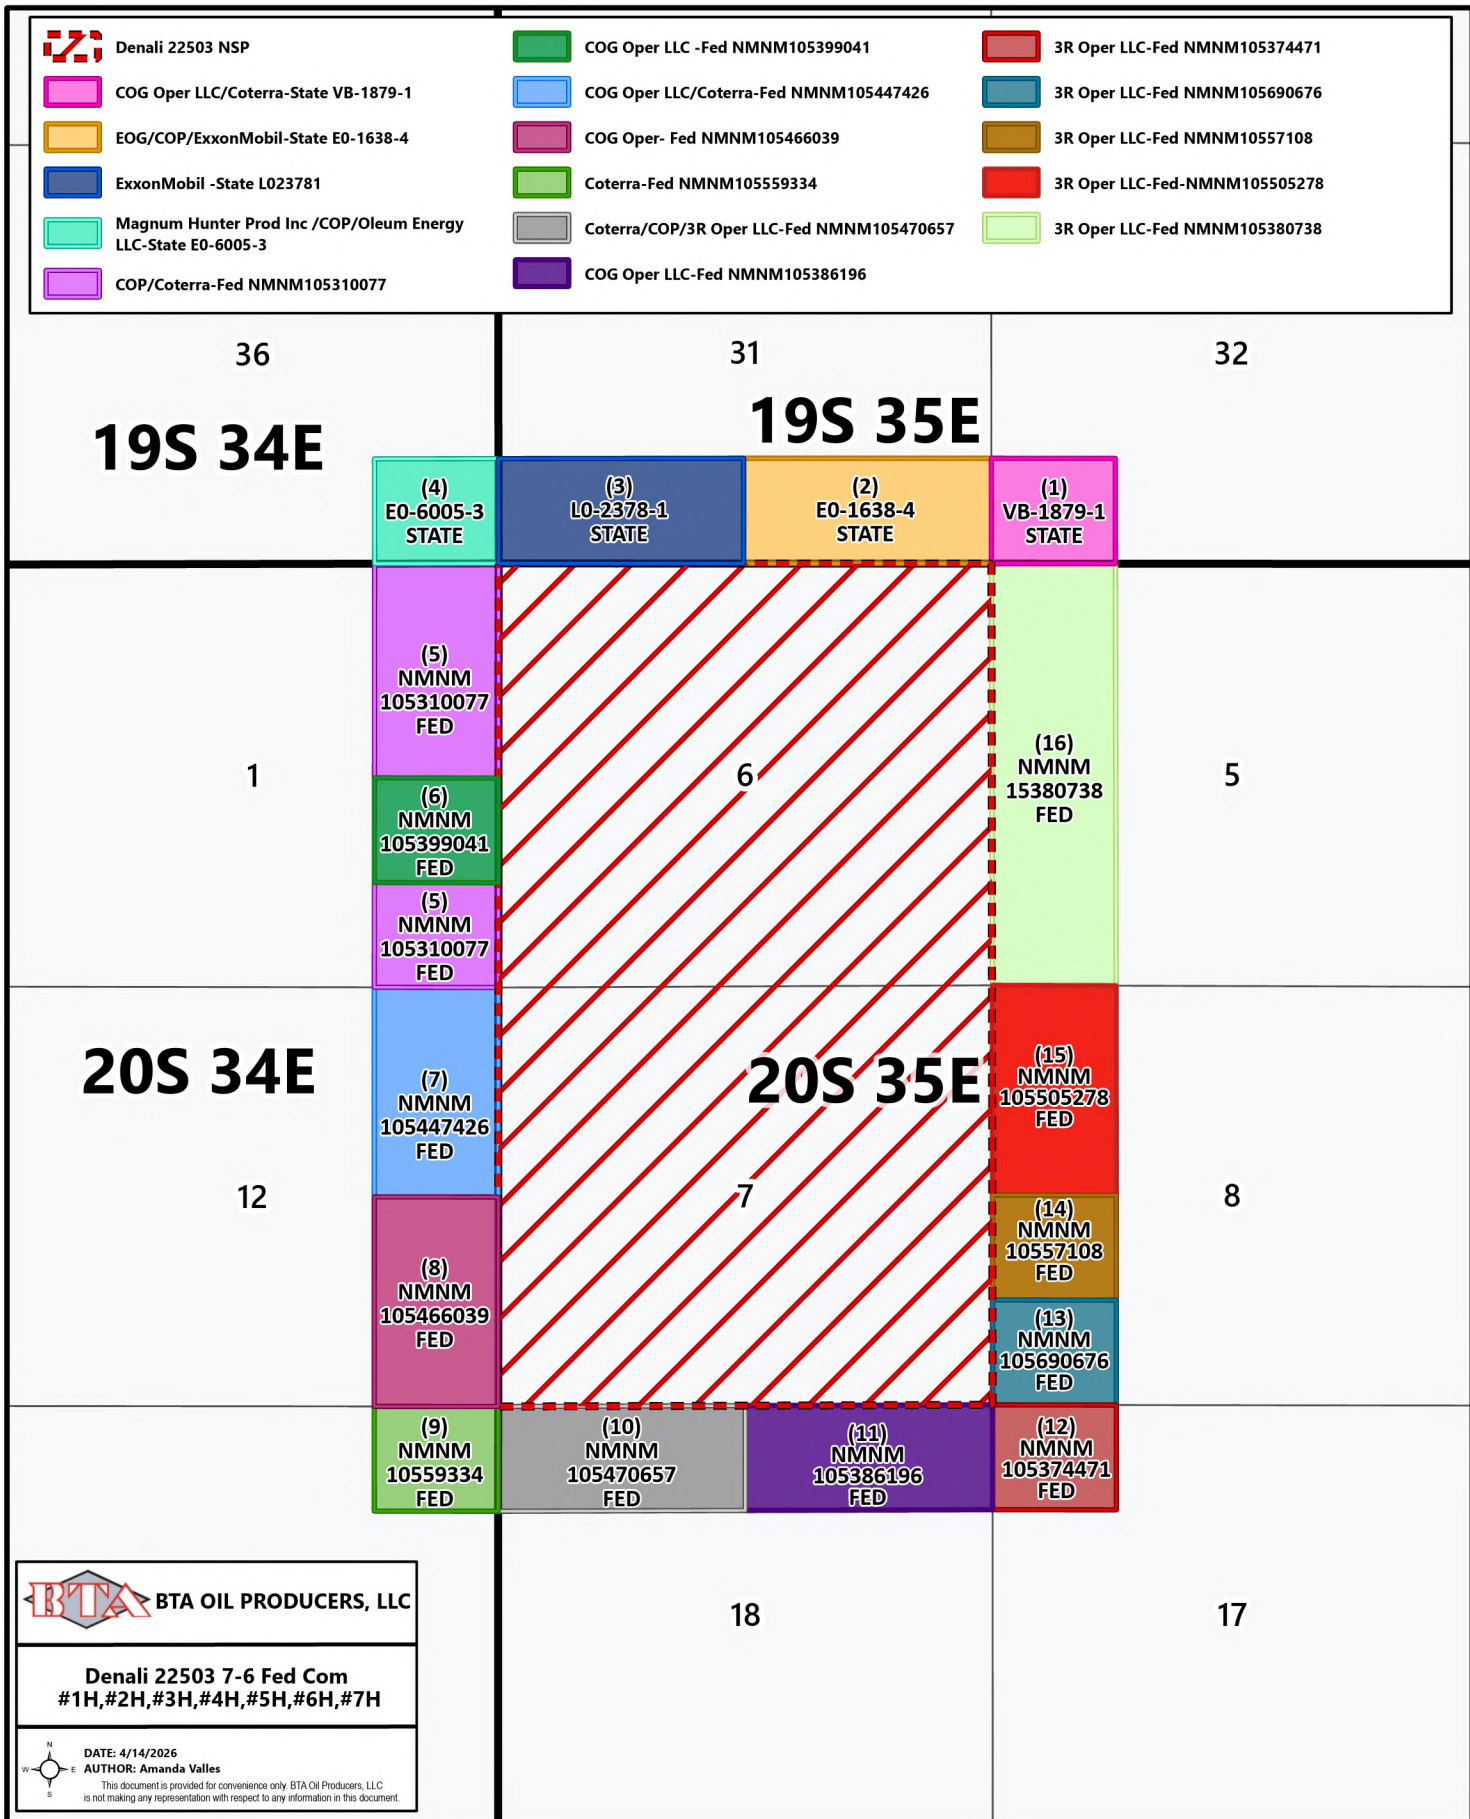 Denali 22503 NSP
COG Oper LLC/Coterra-State VB-1879-1
EOG/COP/ExxonMobil-State E0-1638-4
ExxonMobil -State L023781
Magnum Hunter Prod Inc /COP/Oleum Energy
LLC-State E0-6005-3
COP/Coterra-Fed NMNM105310077
COG Oper LLC -Fed NMNM105399041
COG Oper LLC/Coterra-Fed NMNM105447426
COG Oper- Fed NMNM105466039
Coterra-Fed NMNM105559334
Coterra/COP/3R Oper LLC-Fed NMNM105470657
COG Oper LLC-Fed NMNM105386196
3R Oper LLC-Fed NMNM105374471
3R Oper LLC-Fed NMNM105690676
3R Oper LLC-Fed NMNM10557108
3R Oper LLC-Fed-NMNM105505278
3R Oper LLC-Fed NMNM105380738
36
31
32
19S 34E
19S 35E
(4)
E0-6005-3
STATE
(3)
L0-2378-1
STATE
(2)
E0-1638-4
STATE
(1)
VB-1879-1
STATE
(5)
NMNM
105310077
FED
1
6
5
(16)
NMNM
15380738
FED
(6)
NMNM
105399041
FED
(5)
NMNM
105310077
FED
20S 34E
20S 35E
(7)
NMNM
105447426
FED
(15)
NMNM
105505278
FED
12
7
8
(8)
NMNM
105466039
FED
(14)
NMNM
10557108
FED
(13)
NMNM
105690676
FED
(9)
NMNM
10559334
FED
(10)
NMNM
105470657
FED
(11)
NMNM
105386196
FED
(12)
NMNM
105374471
FED
18
17
BTA BTA OIL PRODUCERS, LLC
Denali 22503 7-6 Fed Com
#1H,#2H,#3H,#4H,#5H,#6H,#7H
N
W E
S
DATE: 4/14/2026
AUTHOR: Amanda Valles
This document is provided for convenience only. BTA Oil Producers, LLC
is not making any representation with respect to any information in this document.